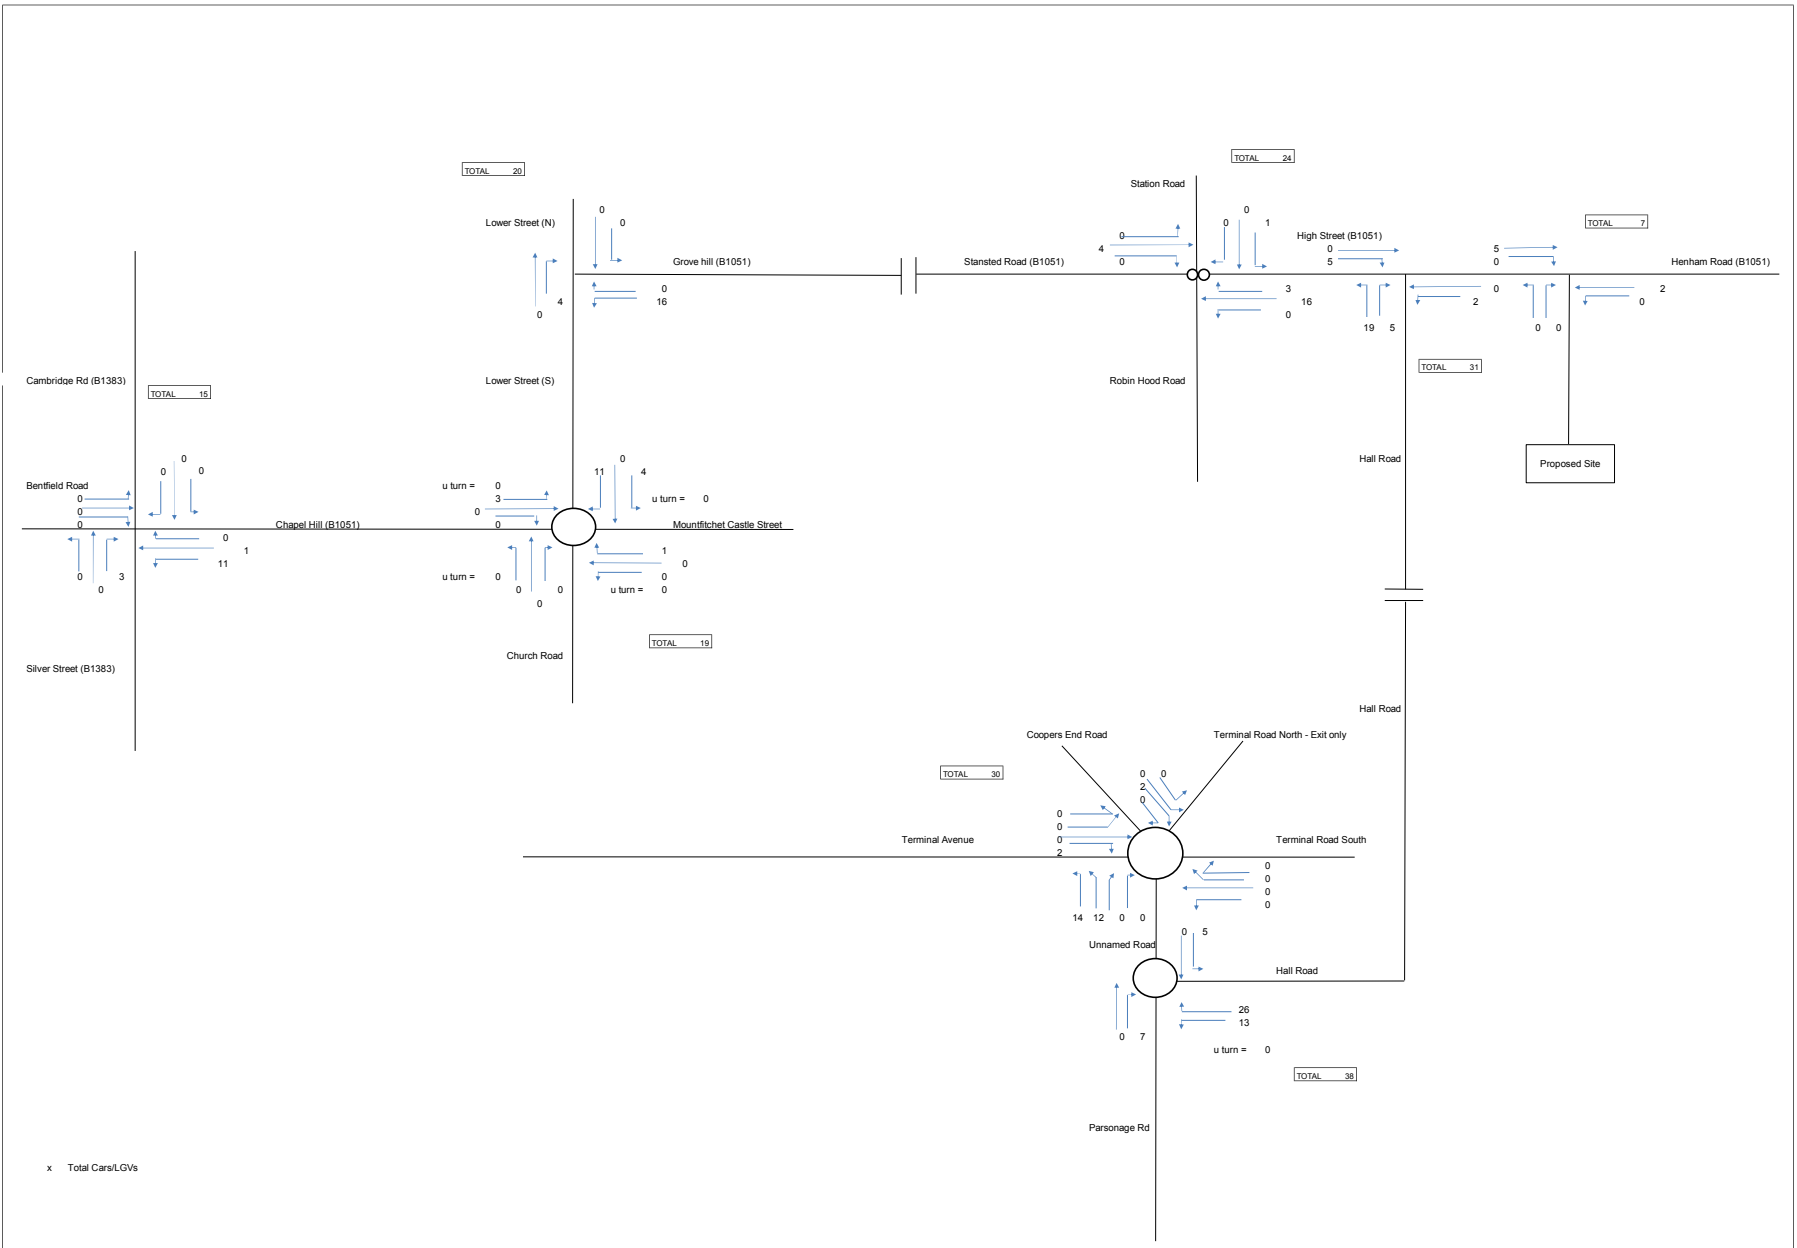 TOTAL 24
TOTAL 20
Station Road
0
0
0 1
TOTAL 7
Lower Street (N)
0
0
High Street (B1051)
0
4
0
0
5
5
0
Grove hill (B1051)
Stansted Road (B1051)
Henham Road (B1051)
4
0
0
16
3
16
0
0
2
2
0
19 5
0 0
TOTAL 31
Cambridge Rd (B1383)
TOTAL 15
Lower Street (S)
Robin Hood Road
Hall Road
Proposed Site
0
0 0
Bentfield Road
0
0
0
Chapel Hill (B1051)
0
1
11
0 3
0
u turn = 0
3
0
0
0
11 4
u turn = 0
Mountfitchet Castle Street
1
0
0
u turn = 0
u turn = 0
0 0
0
TOTAL 19
Church Road
Silver Street (B1383)
Hall Road
Coopers End Road
Terminal Road North - Exit only
TOTAL 30
0 0
2
0
0
0
0
2
Terminal Avenue
Terminal Road South
0
0
0
0
14 12 0 0
Unnamed Road
0 5
Hall Road
26
13
0 7
u turn = 0
TOTAL 38
Parsonage Rd
x Total Cars/LGVs